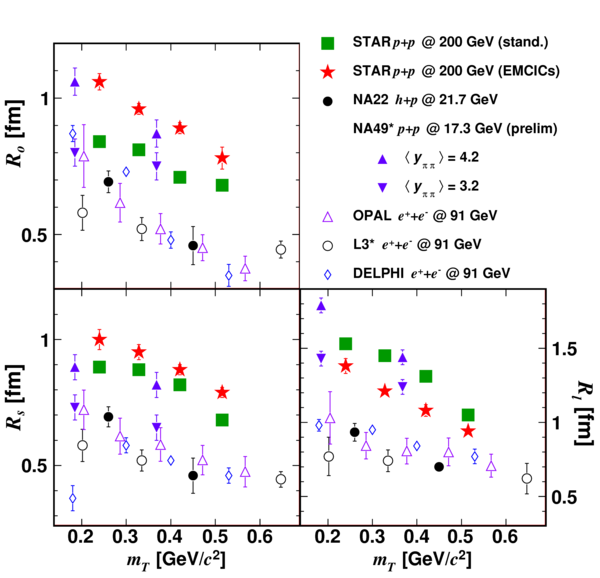 STAR p+p @ 200 GeV (stand.)
STAR p+p @ 200 GeV (EMCICs)
NA22 h+p @ 21.7 GeV
NA49* p+p @ 17.3 GeV (prelim)
⟨ y_ππ ⟩ = 4.2
⟨ y_ππ ⟩ = 3.2
OPAL e⁺+e⁻ @ 91 GeV
L3* e⁺+e⁻ @ 91 GeV
DELPHI e⁺+e⁻ @ 91 GeV
R_o [fm]
1
0.5
R_s [fm]
1
0.5
0.2 0.3 0.4 0.5 0.6
m_T [GeV/c²]
1.5
1
0.5
R_l [fm]
0.2 0.3 0.4 0.5 0.6
m_T [GeV/c²]